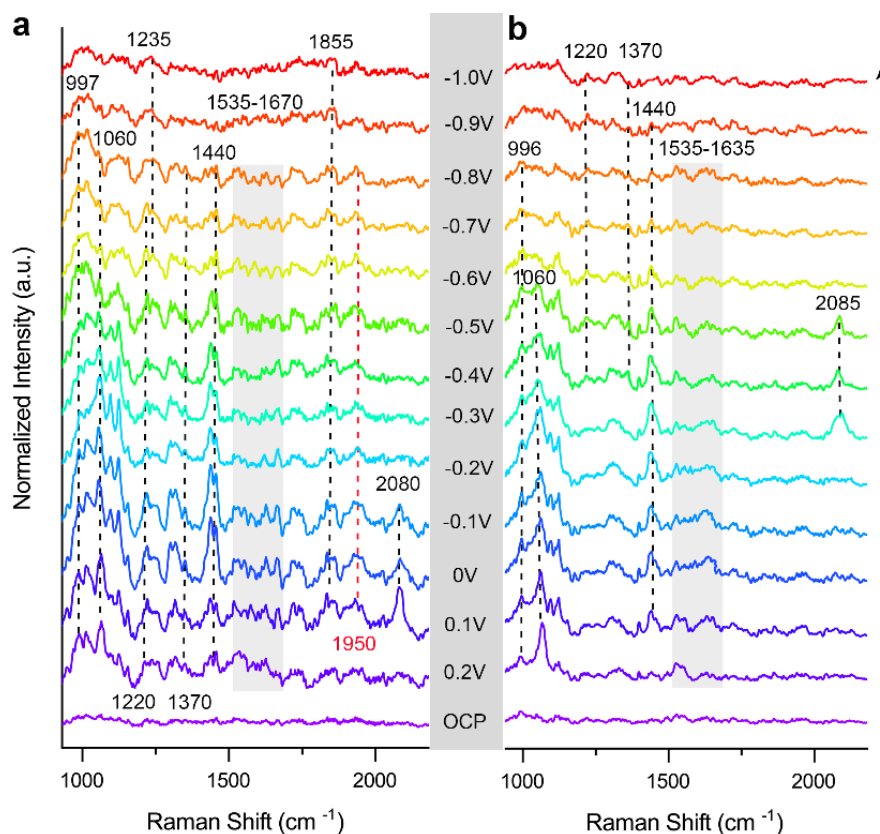 a
b
1235
1855
1220
1370
-1.0V
997
1535-1670
-0.9V
1440
1060
1440
996
1535-1635
-0.8V
-0.7V
-0.6V
1060
2085
-0.5V
-0.4V
-0.3V
-0.2V
2080
-0.1V
0V
0.1V
1950
0.2V
1220
1370
OCP
Normalized Intensity (a.u.)
1000
1500
2000
1000
1500
2000
Raman Shift (cm -1)
Raman Shift (cm -1)